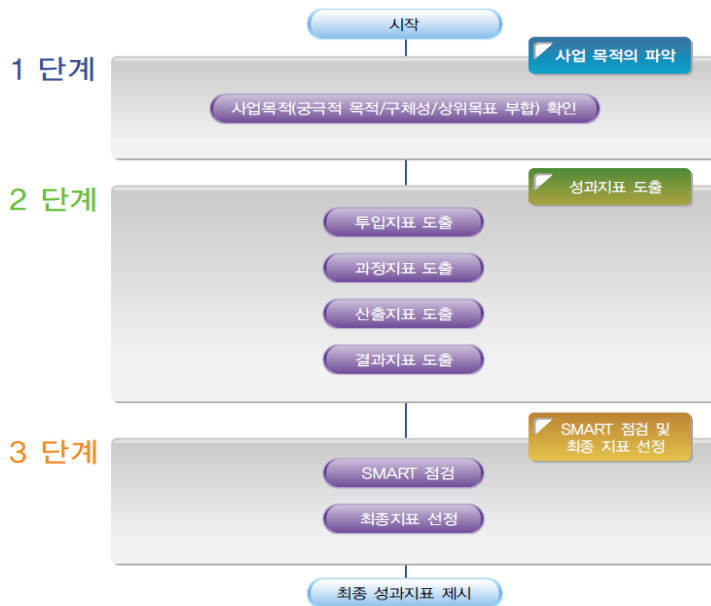 시작
1 단계
사업 목적의 파악
사업목적(궁극적 목적/구체성/상위목표 부합) 확인
2 단계
성과지표 도출
투입지표 도출
과정지표 도출
산출지표 도출
결과지표 도출
3 단계
SMART 점검 및
최종 지표 선정
SMART 점검
최종지표 선정
최종 성과지표 제시